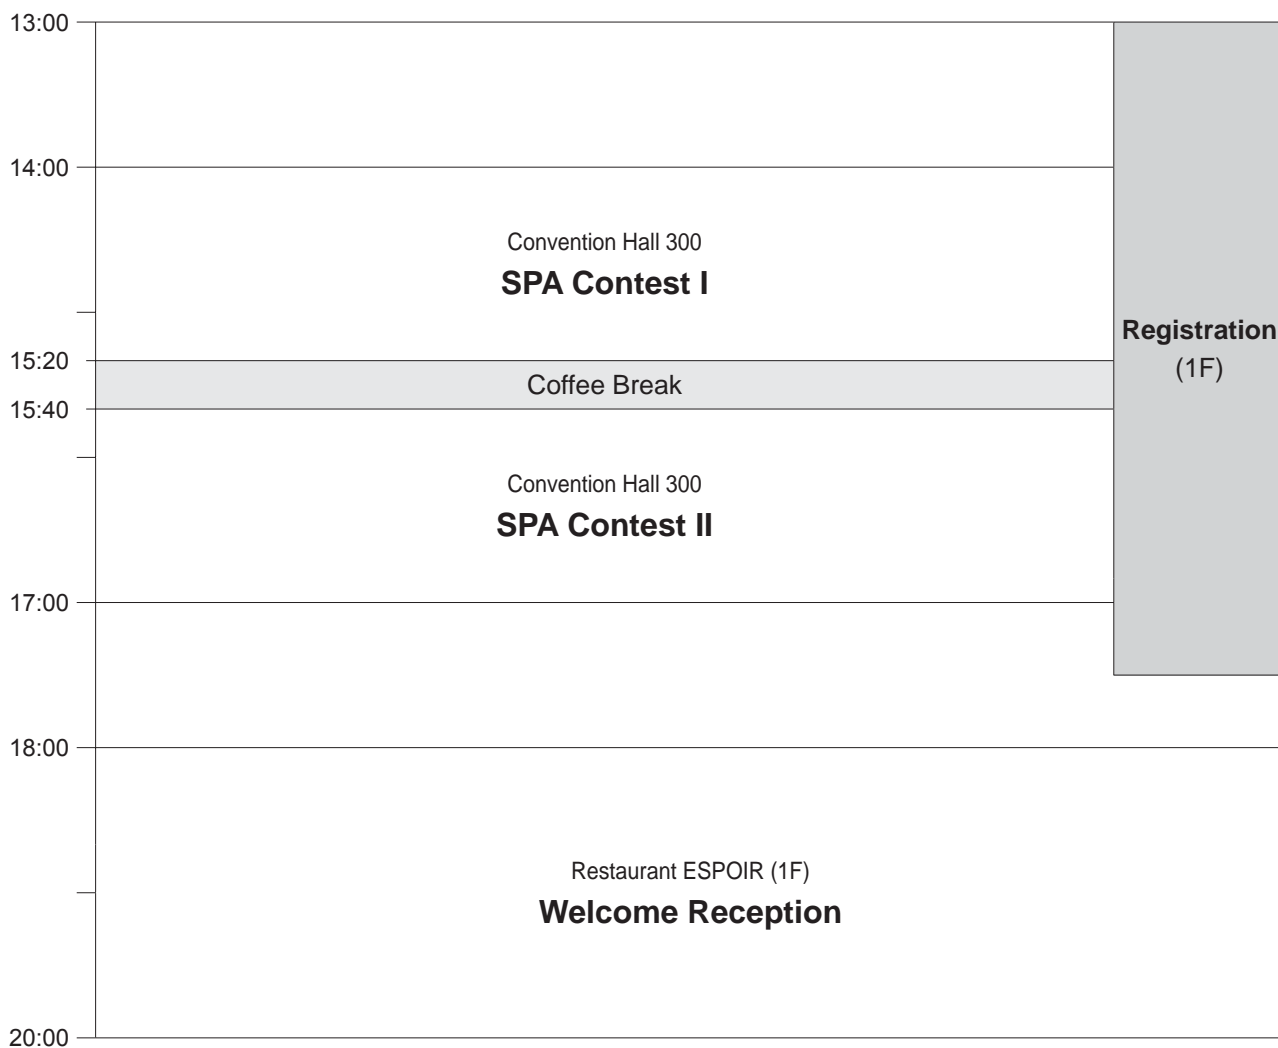 13:00
14:00
Convention Hall 300
SPA Contest I
Registration
(1F)
15:20
Coffee Break
15:40
Convention Hall 300
SPA Contest II
17:00
18:00
Restaurant ESPOIR (1F)
Welcome Reception
20:00